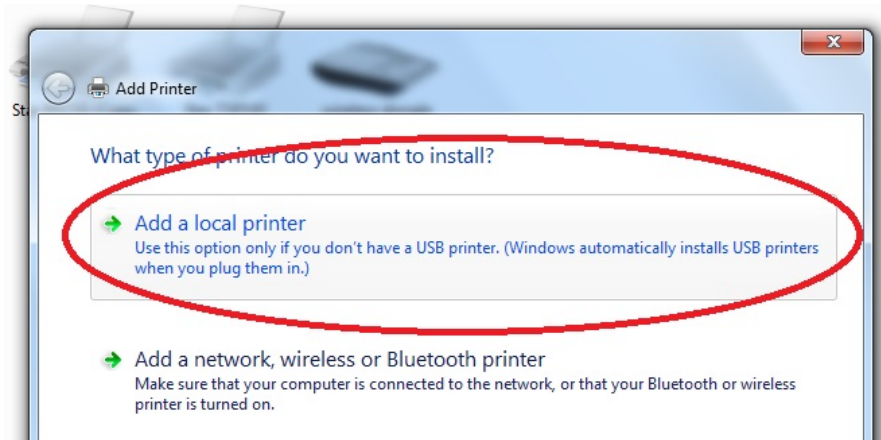 Add Printer
Sta
What type of printer do you want to install?
Add a local printer
Use this option only if you don't have a USB printer. (Windows automatically installs USB printers
when you plug them in.)
Add a network, wireless or Bluetooth printer
Make sure that your computer is connected to the network, or that your Bluetooth or wireless
printer is turned on.